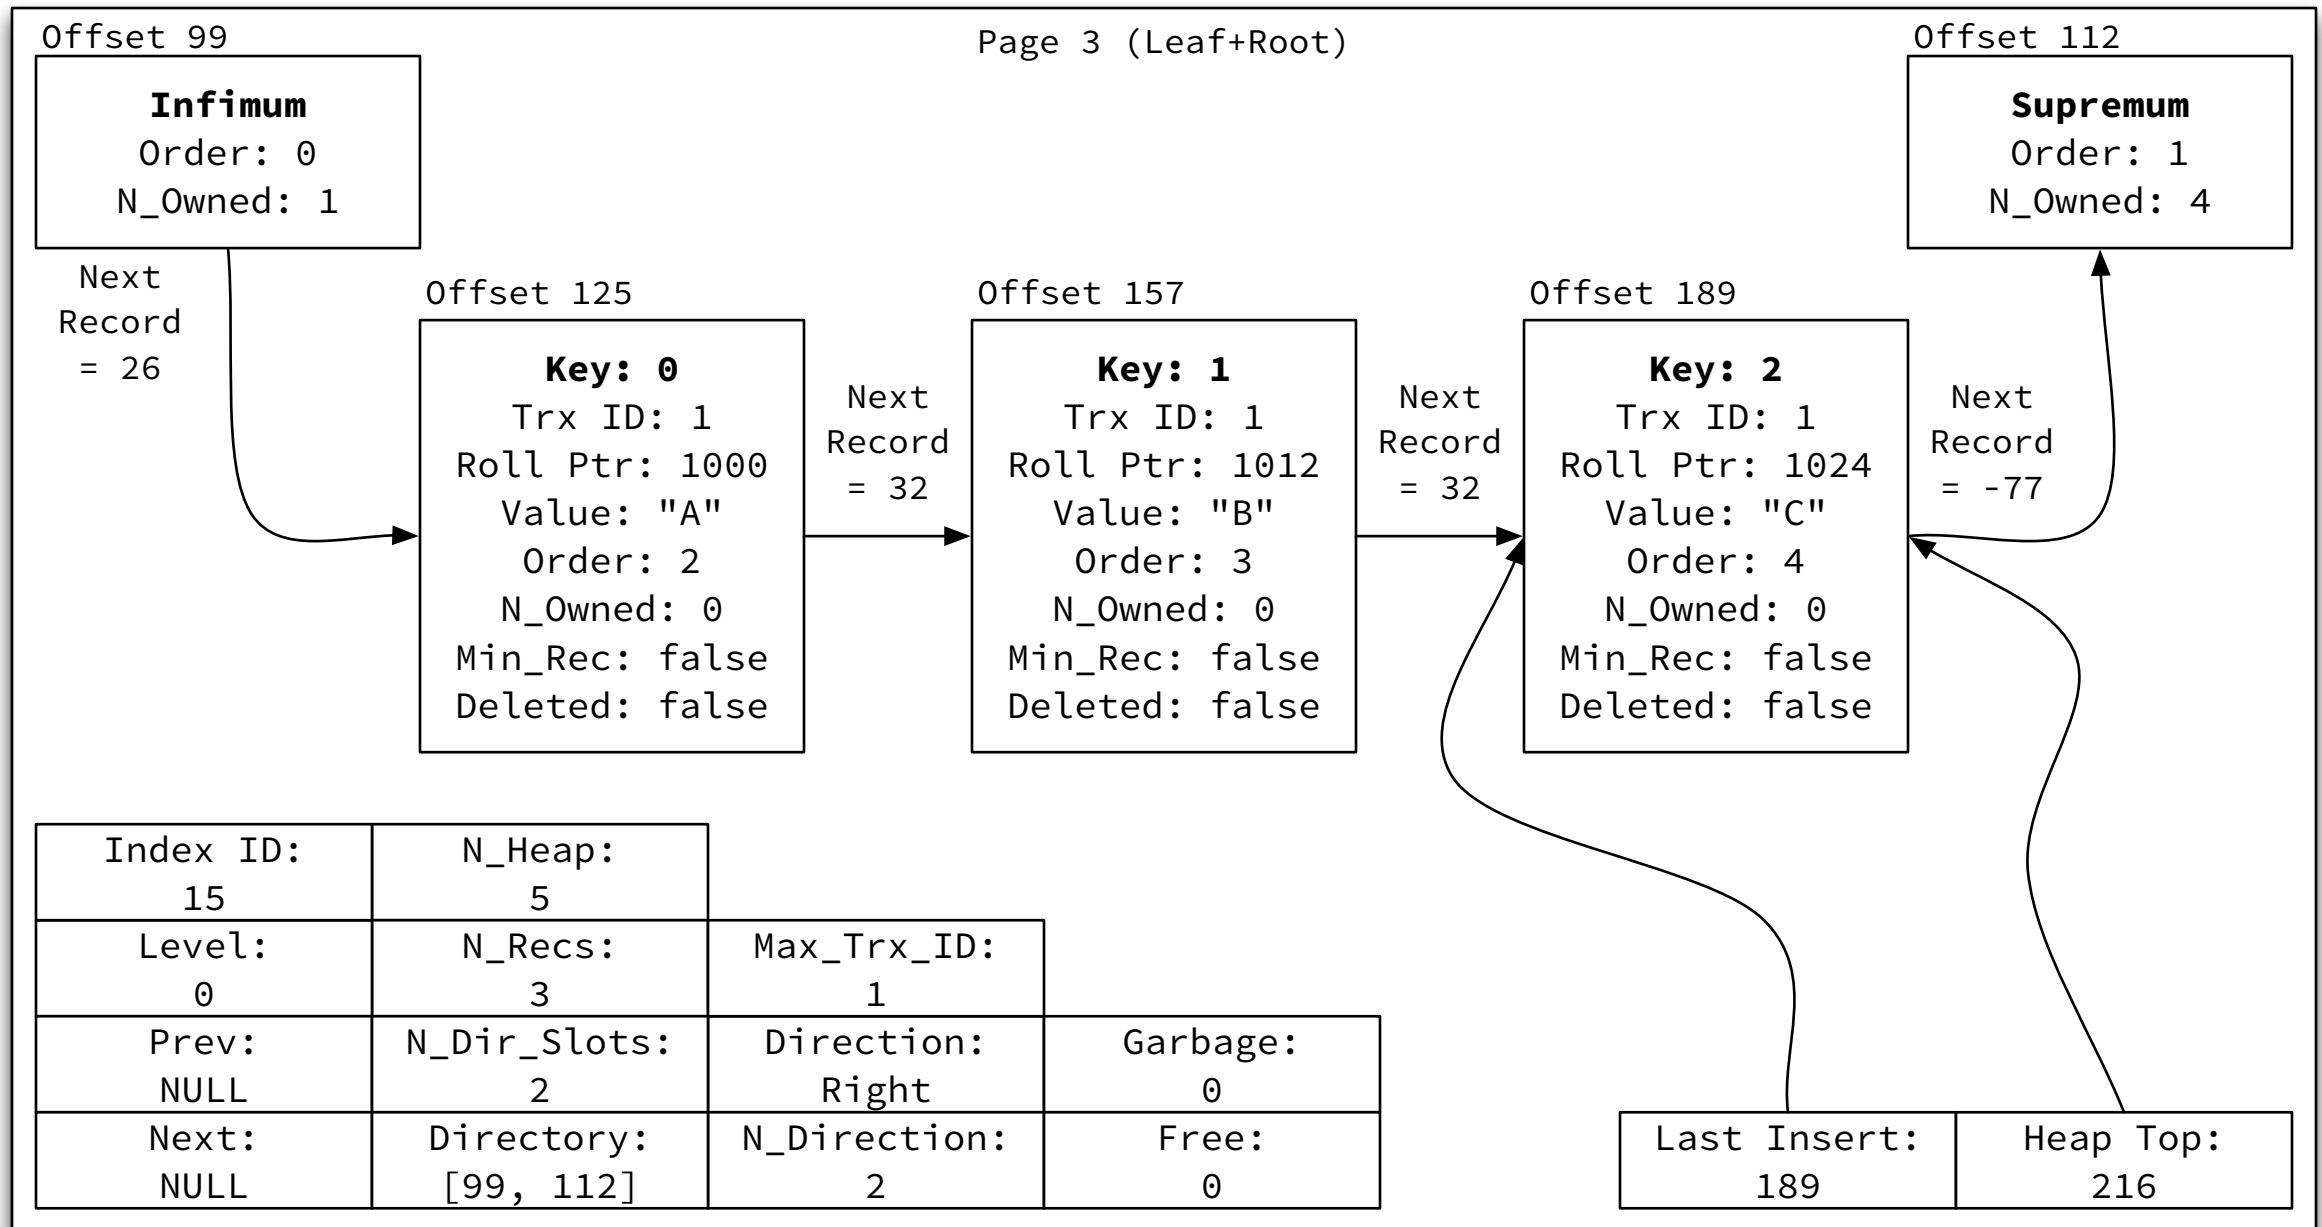 Page 3 (Leaf+Root)
Offset 99
Infimum
Order: 0
N_Owned: 1
Next
Record
= 26
Offset 125
Key: 0
Trx ID: 1
Roll Ptr: 1000
Value: "A"
Order: 2
N_Owned: 0
Min_Rec: false
Deleted: false
Next
Record
= 32
Offset 157
Key: 1
Trx ID: 1
Roll Ptr: 1012
Value: "B"
Order: 3
N_Owned: 0
Min_Rec: false
Deleted: false
Next
Record
= 32
Offset 189
Key: 2
Trx ID: 1
Roll Ptr: 1024
Value: "C"
Order: 4
N_Owned: 0
Min_Rec: false
Deleted: false
Next
Record
= -77
Offset 112
Supremum
Order: 1
N_Owned: 4
Index ID:
15
N_Heap:
5
Level:
0
N_Recs:
3
Max_Trx_ID:
1
Prev:
NULL
N_Dir_Slots:
2
Direction:
Right
Garbage:
0
Next:
NULL
Directory:
[99, 112]
N_Direction:
2
Free:
0
Last Insert:
189
Heap Top:
216